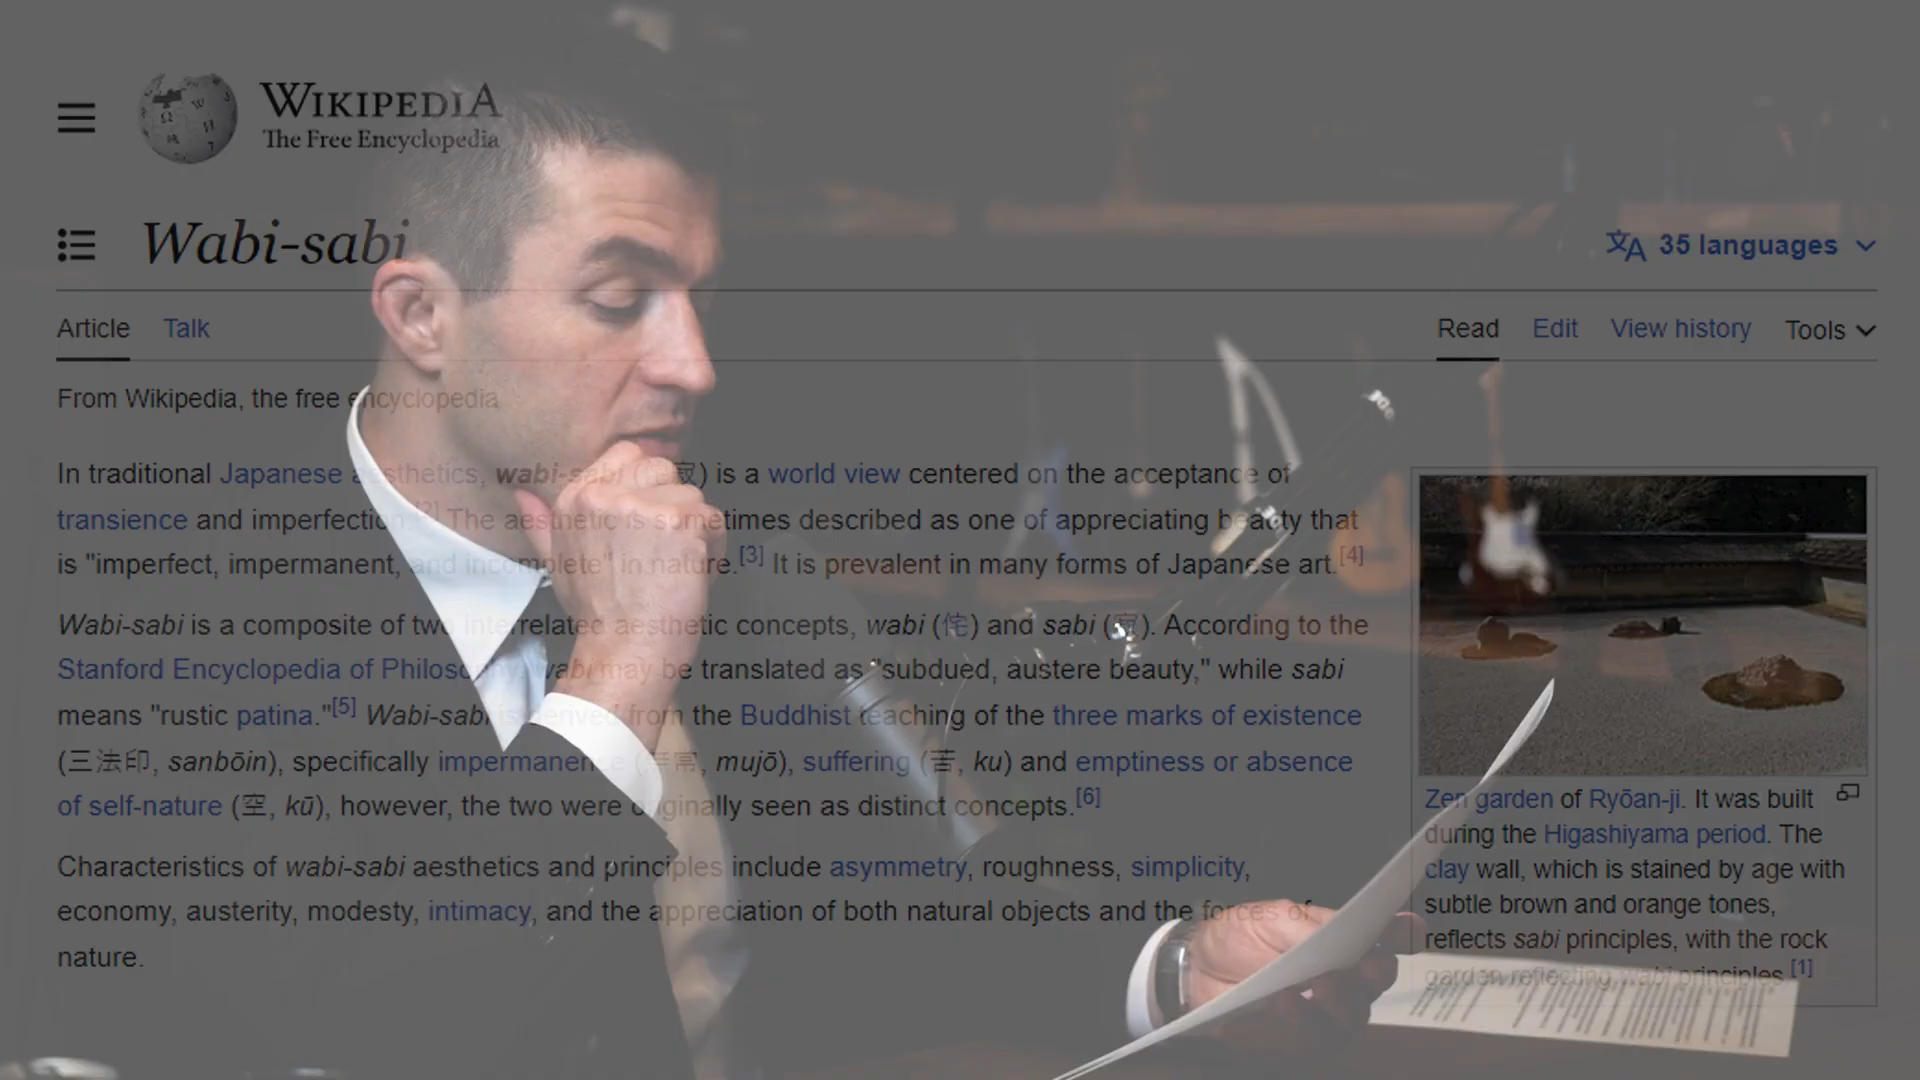 WIKIPEDIA
The Free Encyclopedia
Wabi-sabi
35 languages
Article Talk
Read Edit View history Tools
From Wikipedia, the free encyclopedia
In traditional Japanese aesthetics, wabi-sabi (侘寂) is a world view centered on the acceptance of
transience and imperfection.[2] The aesthetic is sometimes described as one of appreciating beauty that
is "imperfect, impermanent, and incomplete" in nature.[3] It is prevalent in many forms of Japanese art.[4]
Wabi-sabi is a composite of two interrelated aesthetic concepts, wabi (侘) and sabi (寂). According to the
Stanford Encyclopedia of Philosophy, wabi may be translated as "subdued, austere beauty," while sabi
means "rustic patina."[5] Wabi-sabi is derived from the Buddhist teaching of the three marks of existence
(三法印, sanbōin), specifically impermanence (無常, mujō), suffering (苦, ku) and emptiness or absence
of self-nature (空, kū), however, the two were originally seen as distinct concepts.[6]
Characteristics of wabi-sabi aesthetics and principles include asymmetry, roughness, simplicity,
economy, austerity, modesty, intimacy, and the appreciation of both natural objects and the forces of
nature.
Zen garden of Ryōan-ji. It was built
during the Higashiyama period. The
clay wall, which is stained by age with
subtle brown and orange tones,
reflects sabi principles, with the rock
garden reflecting wabi principles.[1]